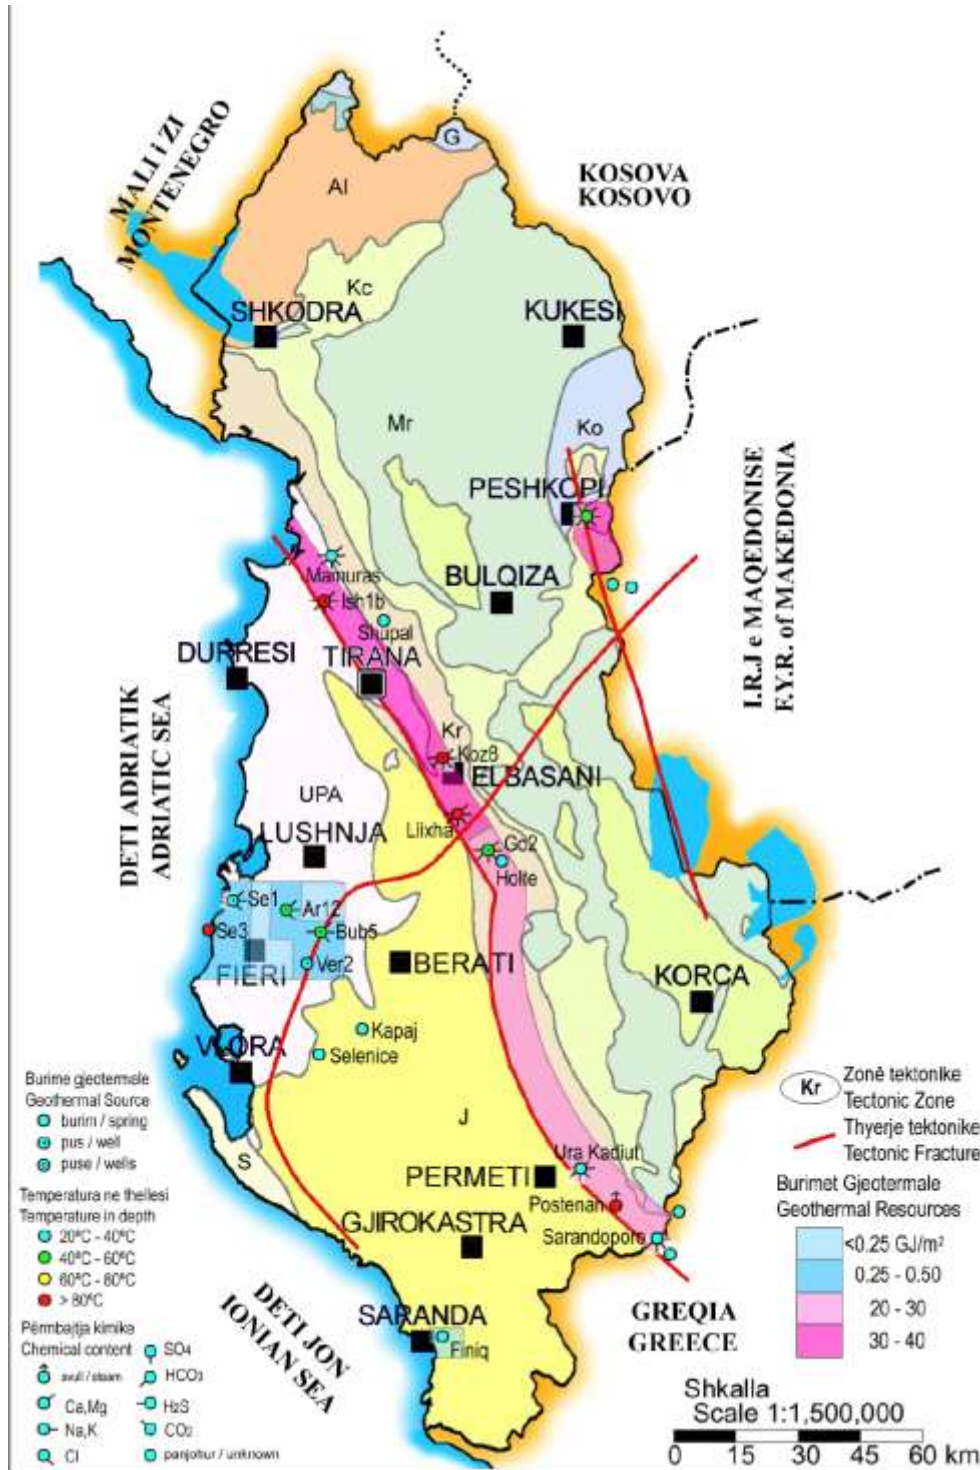 MALI i ZI
MONTENEGRO
KOSOVA
KOSOVO
G
Al
Kc
SHKODRA
KUKESI
Mr
Ko
PESHKOPI
I.R.J e MAQEDONISE
F.Y.R. of MAKEDONIA
Mamuras
Ish1b
BULQIZA
Shupal
DURRESI
TIRANA
DETI ADRIATIK
ADRIATIC SEA
Kr
Koz8
ELBASANI
UPA
LUSHNJA
Llixha
Go2
Holte
Se1
Ar12
Se3
Bub5
FIERI
Ver2
BERATI
KORCA
Kapaj
Selenice
VLORA
J
S
Ura Kadiut
PERMETI
Postenan
GJIROKASTRA
Sarandoporo
SARANDA
Finiq
DETI JON
IONIAN SEA
GREQIA
GREECE
Burime gjeotermale
Geothermal Source
burim / spring
pus / well
puse / wells
Temperatura ne thellesi
Temperature in depth
20ºC - 40ºC
40ºC - 60ºC
60ºC - 80ºC
> 80ºC
Përmbajtja kimike
Chemical content
avull / steam
Ca,Mg
Na,K
Cl
SO4
HCO3
H2S
CO2
panjohur / unknown
Kr
Zonë tektonike
Tectonic Zone
Thyerje tektonike
Tectonic Fracture
Burimet Gjeotermale
Geothermal Resources
<0.25 GJ/m²
0.25 - 0.50
20 - 30
30 - 40
Shkalla
Scale 1:1,500,000
0 15 30 45 60 km